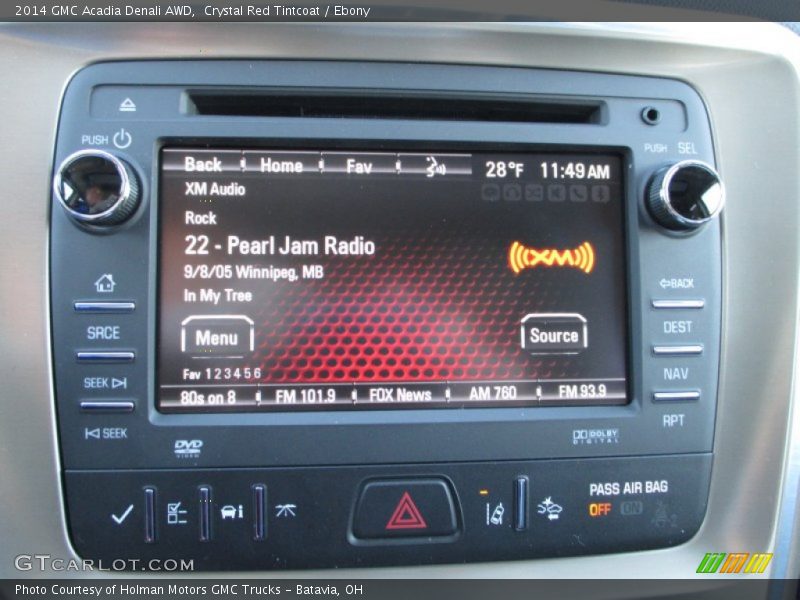 2014 GMC Acadia Denali AWD, Crystal Red Tintcoat / Ebony
PUSH
PUSH SEL
Back Home Fav 28°F 11:49AM
XM Audio
Rock
22 - Pearl Jam Radio
9/8/05 Winnipeg, MB
XM
In My Tree
Menu
Source
Fav 1 2 3 4 5 6
80s on 8 FM 101.9 FOX News AM 760 FM 93.9
SRCE
SEEK
SEEK
BACK
DEST
NAV
RPT
DVD
VIDEO
DOLBY
DIGITAL
PASS AIR BAG
OFF ON
2
GTCARLOT.COM
Photo Courtesy of Holman Motors GMC Trucks - Batavia, OH